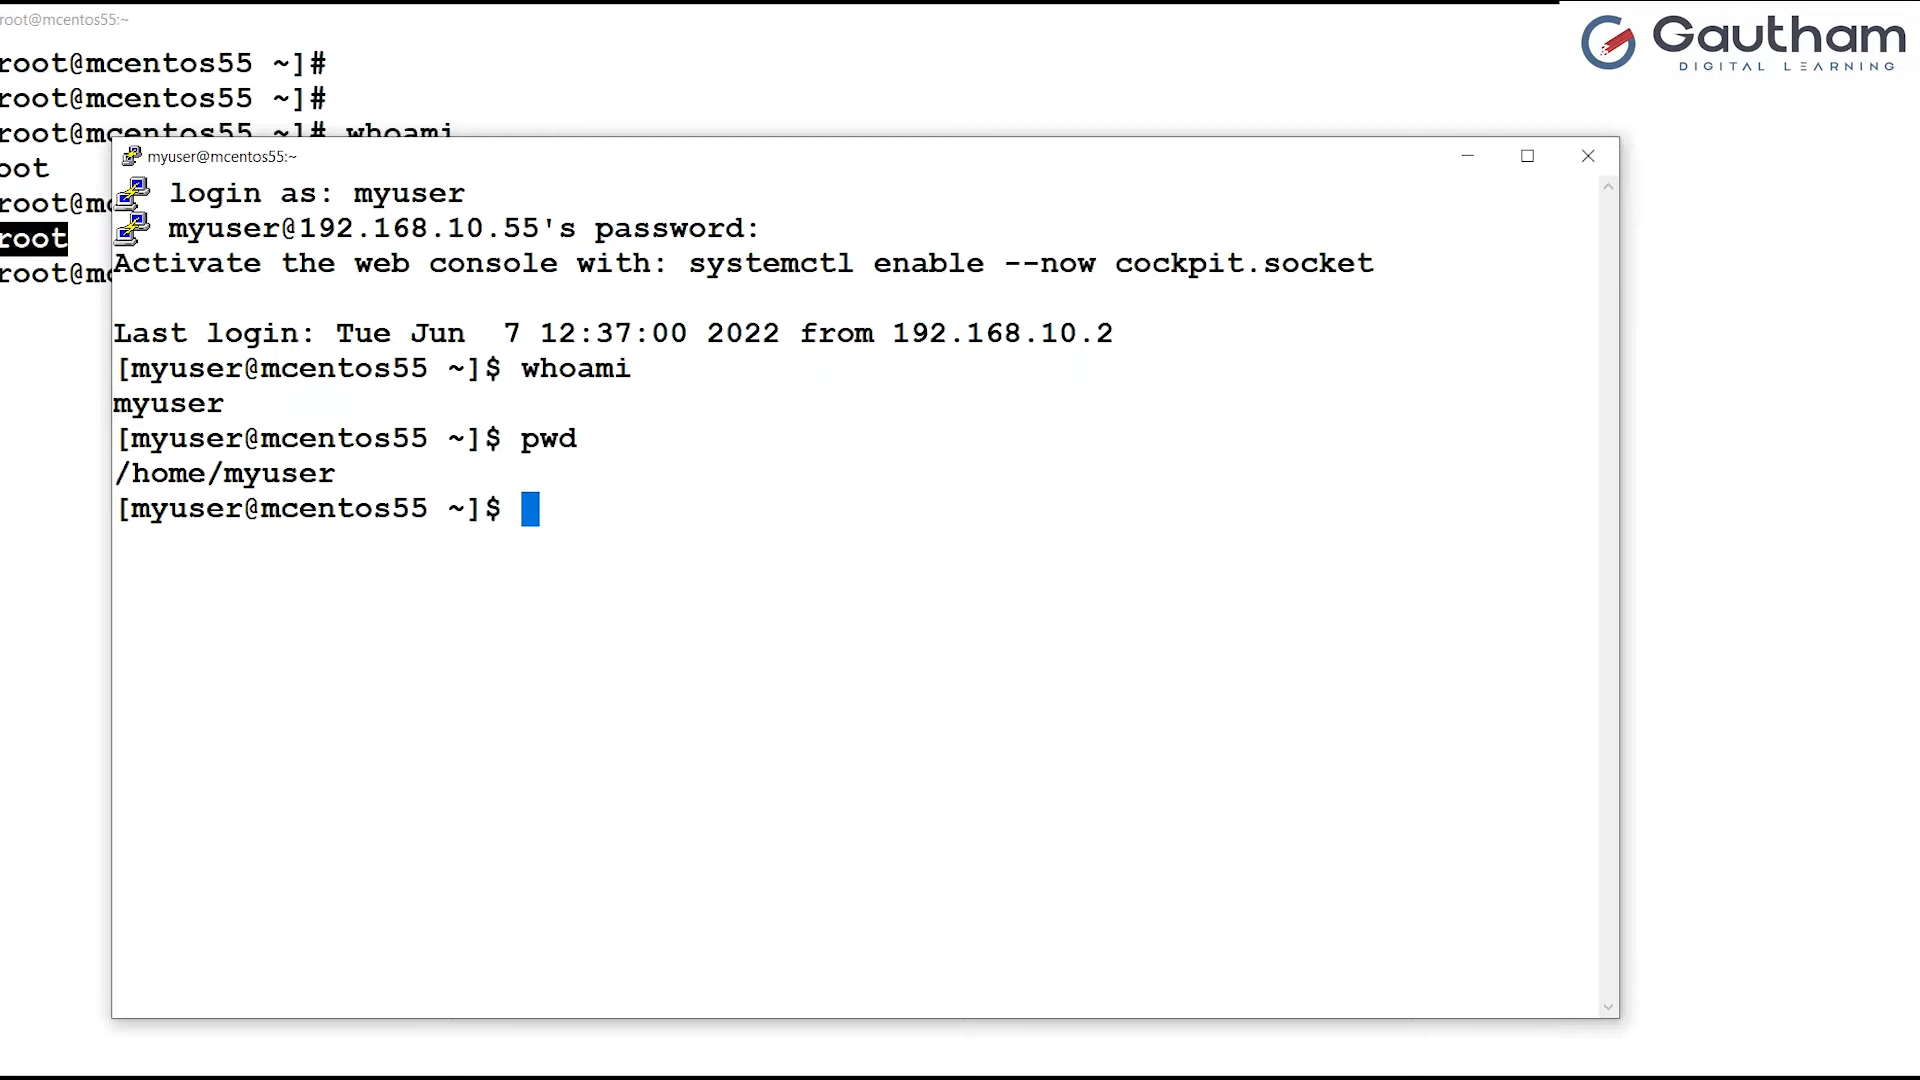 root@mcentos55:~
Gautham
DIGITAL LEARNING
root@mcentos55 ~]#
root@mcentos55 ~]#
root@mcentos55 ~]# whoami
oot
root@mc
root
root@mc
myuser@mcentos55:~
login as: myuser
myuser@192.168.10.55's password:
Activate the web console with: systemctl enable --now cockpit.socket
Last login: Tue Jun  7 12:37:00 2022 from 192.168.10.2
[myuser@mcentos55 ~]$ whoami
myuser
[myuser@mcentos55 ~]$ pwd
/home/myuser
[myuser@mcentos55 ~]$